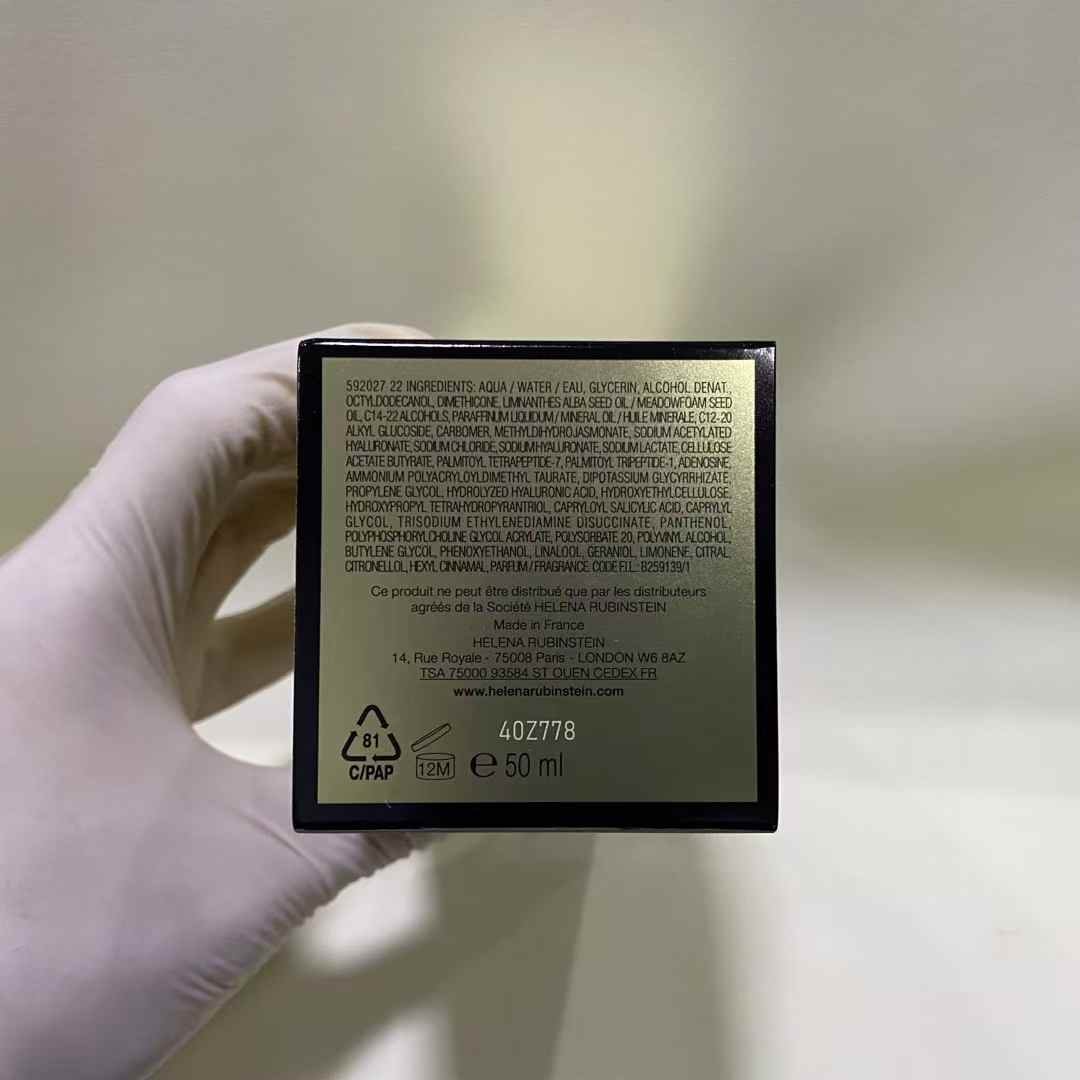 592027 22 INGREDIENTS: AQUA / WATER / EAU, GLYCERIN, ALCOHOL DENAT.,
OCTYLDODECANOL, DIMETHICONE, LIMNANTHES ALBA SEED OIL / MEADOWFOAM SEED
OIL, C14-22 ALCOHOLS, PARAFFINUM LIQUIDUM / MINERAL OIL / HUILE MINERALE, C12-20
ALKYL GLUCOSIDE, CARBOMER, METHYLDIHYDROJASMONATE, SODIUM ACETYLATED
HYALURONATE, SODIUM CHLORIDE, SODIUM HYALURONATE, SODIUM LACTATE, CELLULOSE
ACETATE BUTYRATE, PALMITOYL TETRAPEPTIDE-7, PALMITOYL TRIPEPTIDE-1, ADENOSINE,
AMMONIUM POLYACRYLOYLDIMETHYL TAURATE, DIPOTASSIUM GLYCYRRHIZATE,
PROPYLENE GLYCOL, HYDROLYZED HYALURONIC ACID, HYDROXYETHYLCELLULOSE,
HYDROXYPROPYL TETRAHYDROPYRANTRIOL, CAPRYLOYL SALICYLIC ACID, CAPRYLYL
GLYCOL, TRISODIUM ETHYLENEDIAMINE DISUCCINATE, PANTHENOL,
POLYPHOSPHORYLCHOLINE GLYCOL ACRYLATE, POLYSORBATE 20, POLYVINYL ALCOHOL,
BUTYLENE GLYCOL, PHENOXYETHANOL, LINALOOL, GERANIOL, LIMONENE, CITRAL,
CITRONELLOL, HEXYL CINNAMAL, PARFUM / FRAGRANCE. CODE F.I.L.: B259139/1
Ce produit ne peut être distribué que par les distributeurs
agréés de la Société HELENA RUBINSTEIN
Made in France
HELENA RUBINSTEIN
14, Rue Royale - 75008 Paris - LONDON W6 8AZ
TSA 75000 93584 ST OUEN CEDEX FR
www.helenarubinstein.com
40Z778
81
C/PAP
12M
e 50 ml